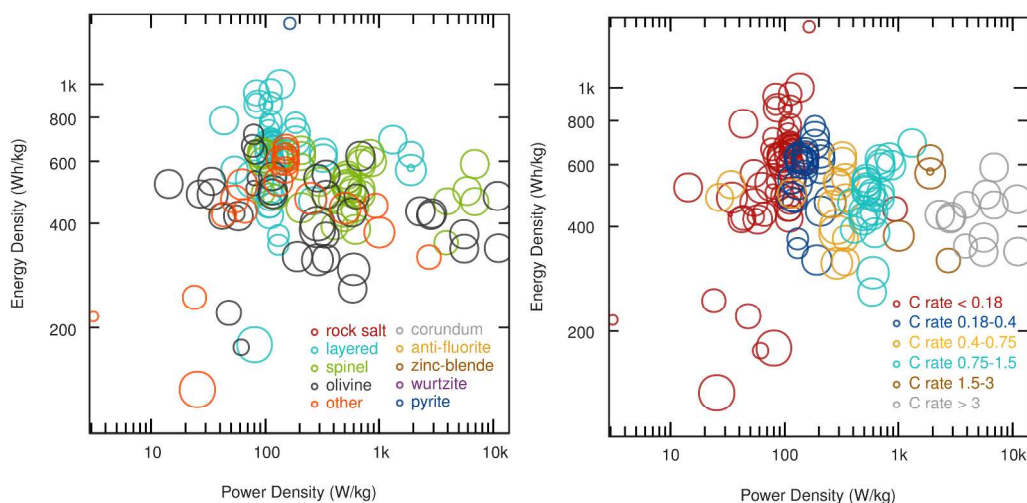 1k
800
600
400
200
Energy Density (Wh/kg)
rock salt
layered
spinel
olivine
other
corundum
anti-fluorite
zinc-blende
wurtzite
pyrite
10
100
1k
10k
Power Density (W/kg)
1k
800
600
400
200
Energy Density (Wh/kg)
C rate < 0.18
C rate 0.18-0.4
C rate 0.4-0.75
C rate 0.75-1.5
C rate 1.5-3
C rate > 3
10
100
1k
10k
Power Density (W/kg)